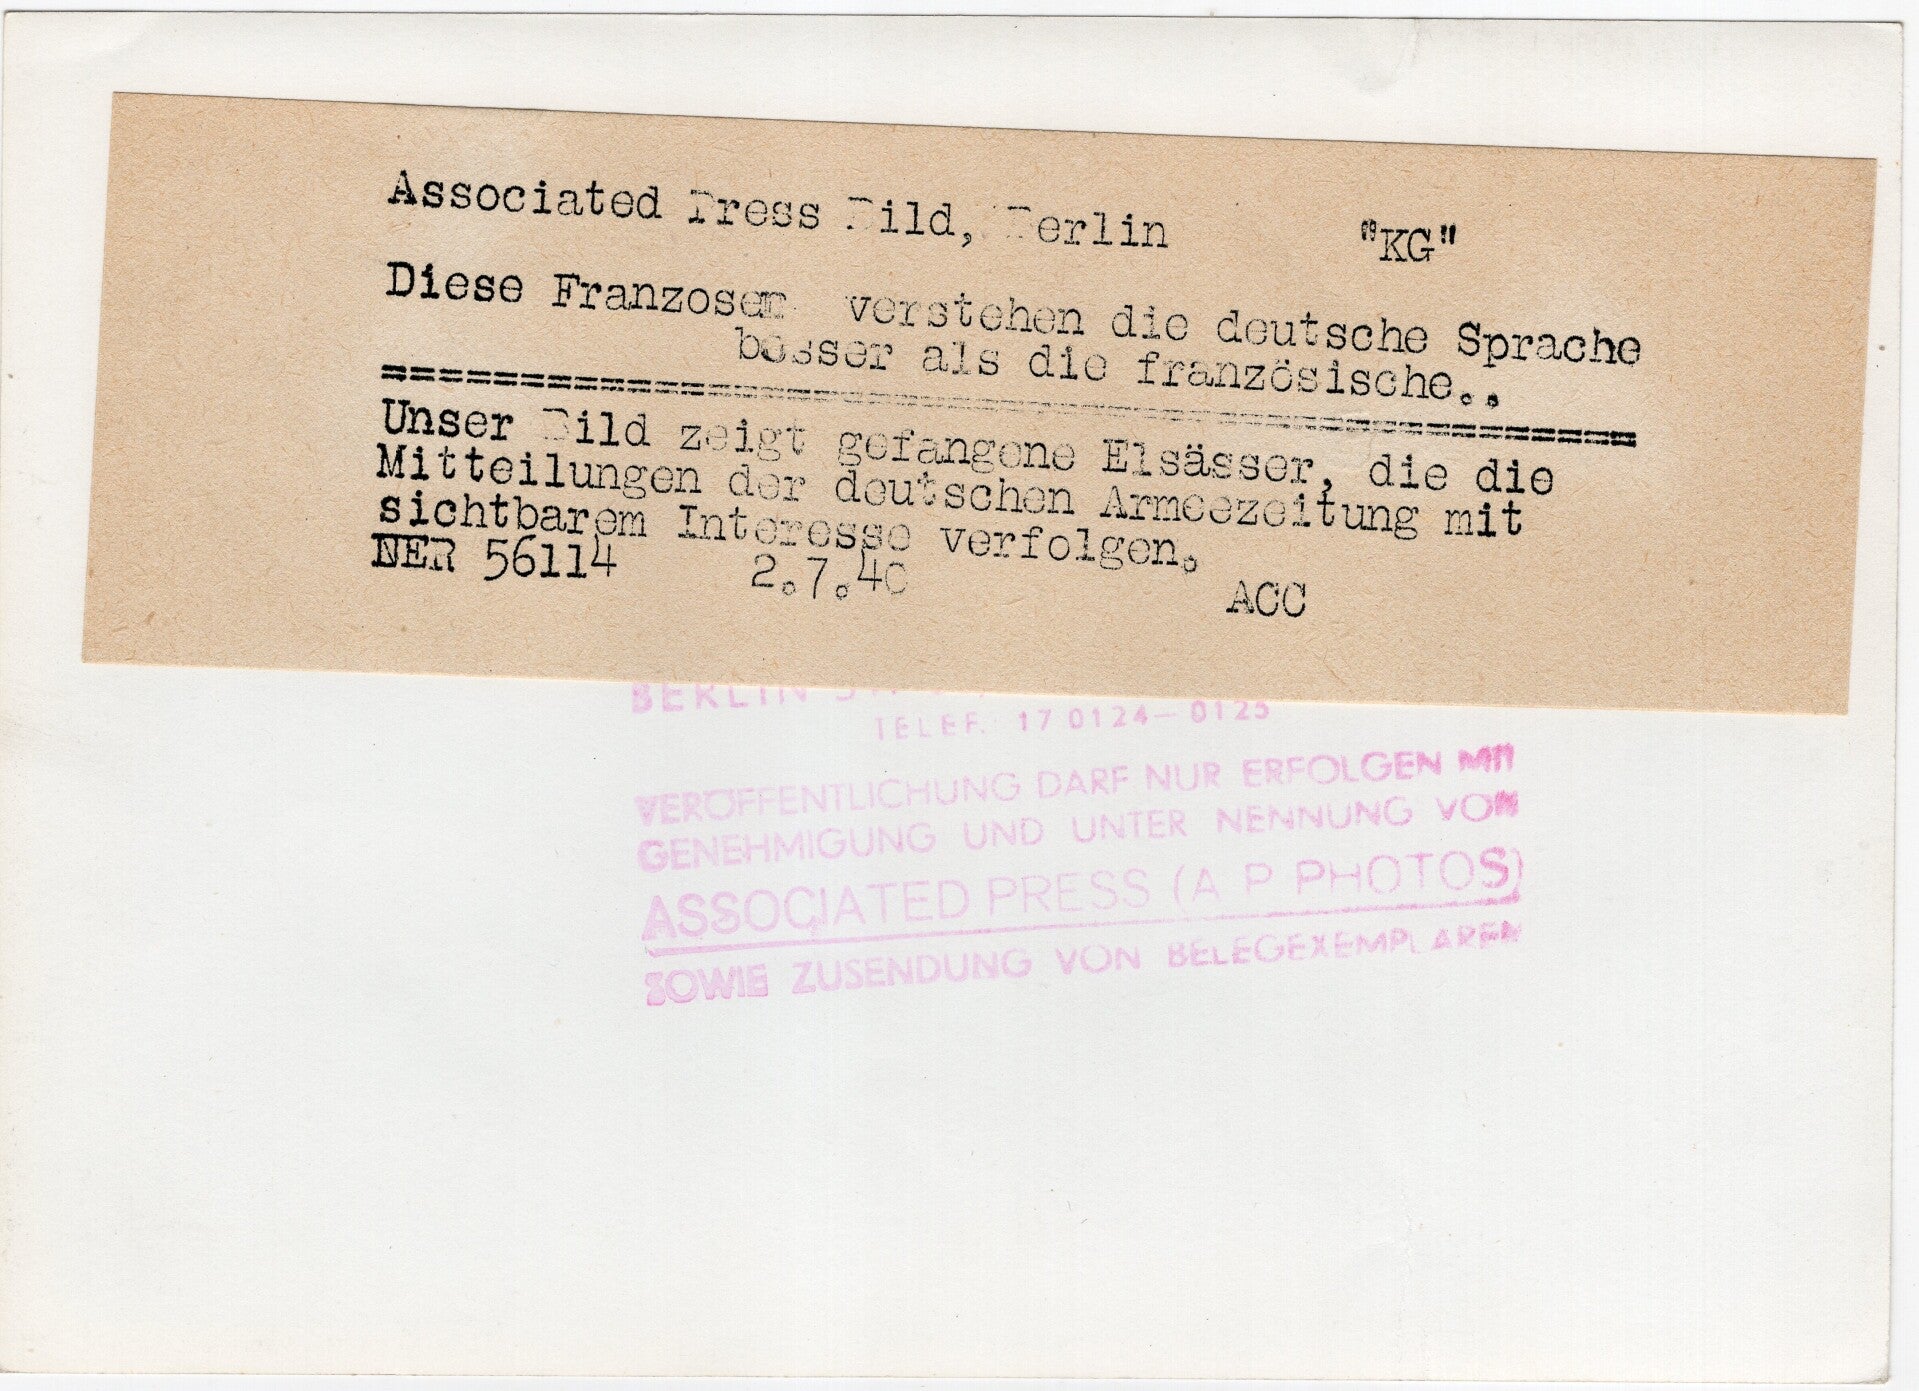 Associated Press Bild, Berlin "KG"
Diese Franzosen verstehen die deutsche Sprache
besser als die französische..
=============================================
Unser Bild zeigt gefangene Elsässer, die die
Mitteilungen der deutschen Armeezeitung mit
sichtbarem Interesse verfolgen.
NER 56114 2.7.40
ACC
BERLIN
TELEF. 17 0124-0125
VERÖFFENTLICHUNG DARF NUR ERFOLGEN MIT
GENEHMIGUNG UND UNTER NENNUNG VON
ASSOCIATED PRESS (A P PHOTOS)
SOWIE ZUSENDUNG VON BELEGEXEMPLAREN